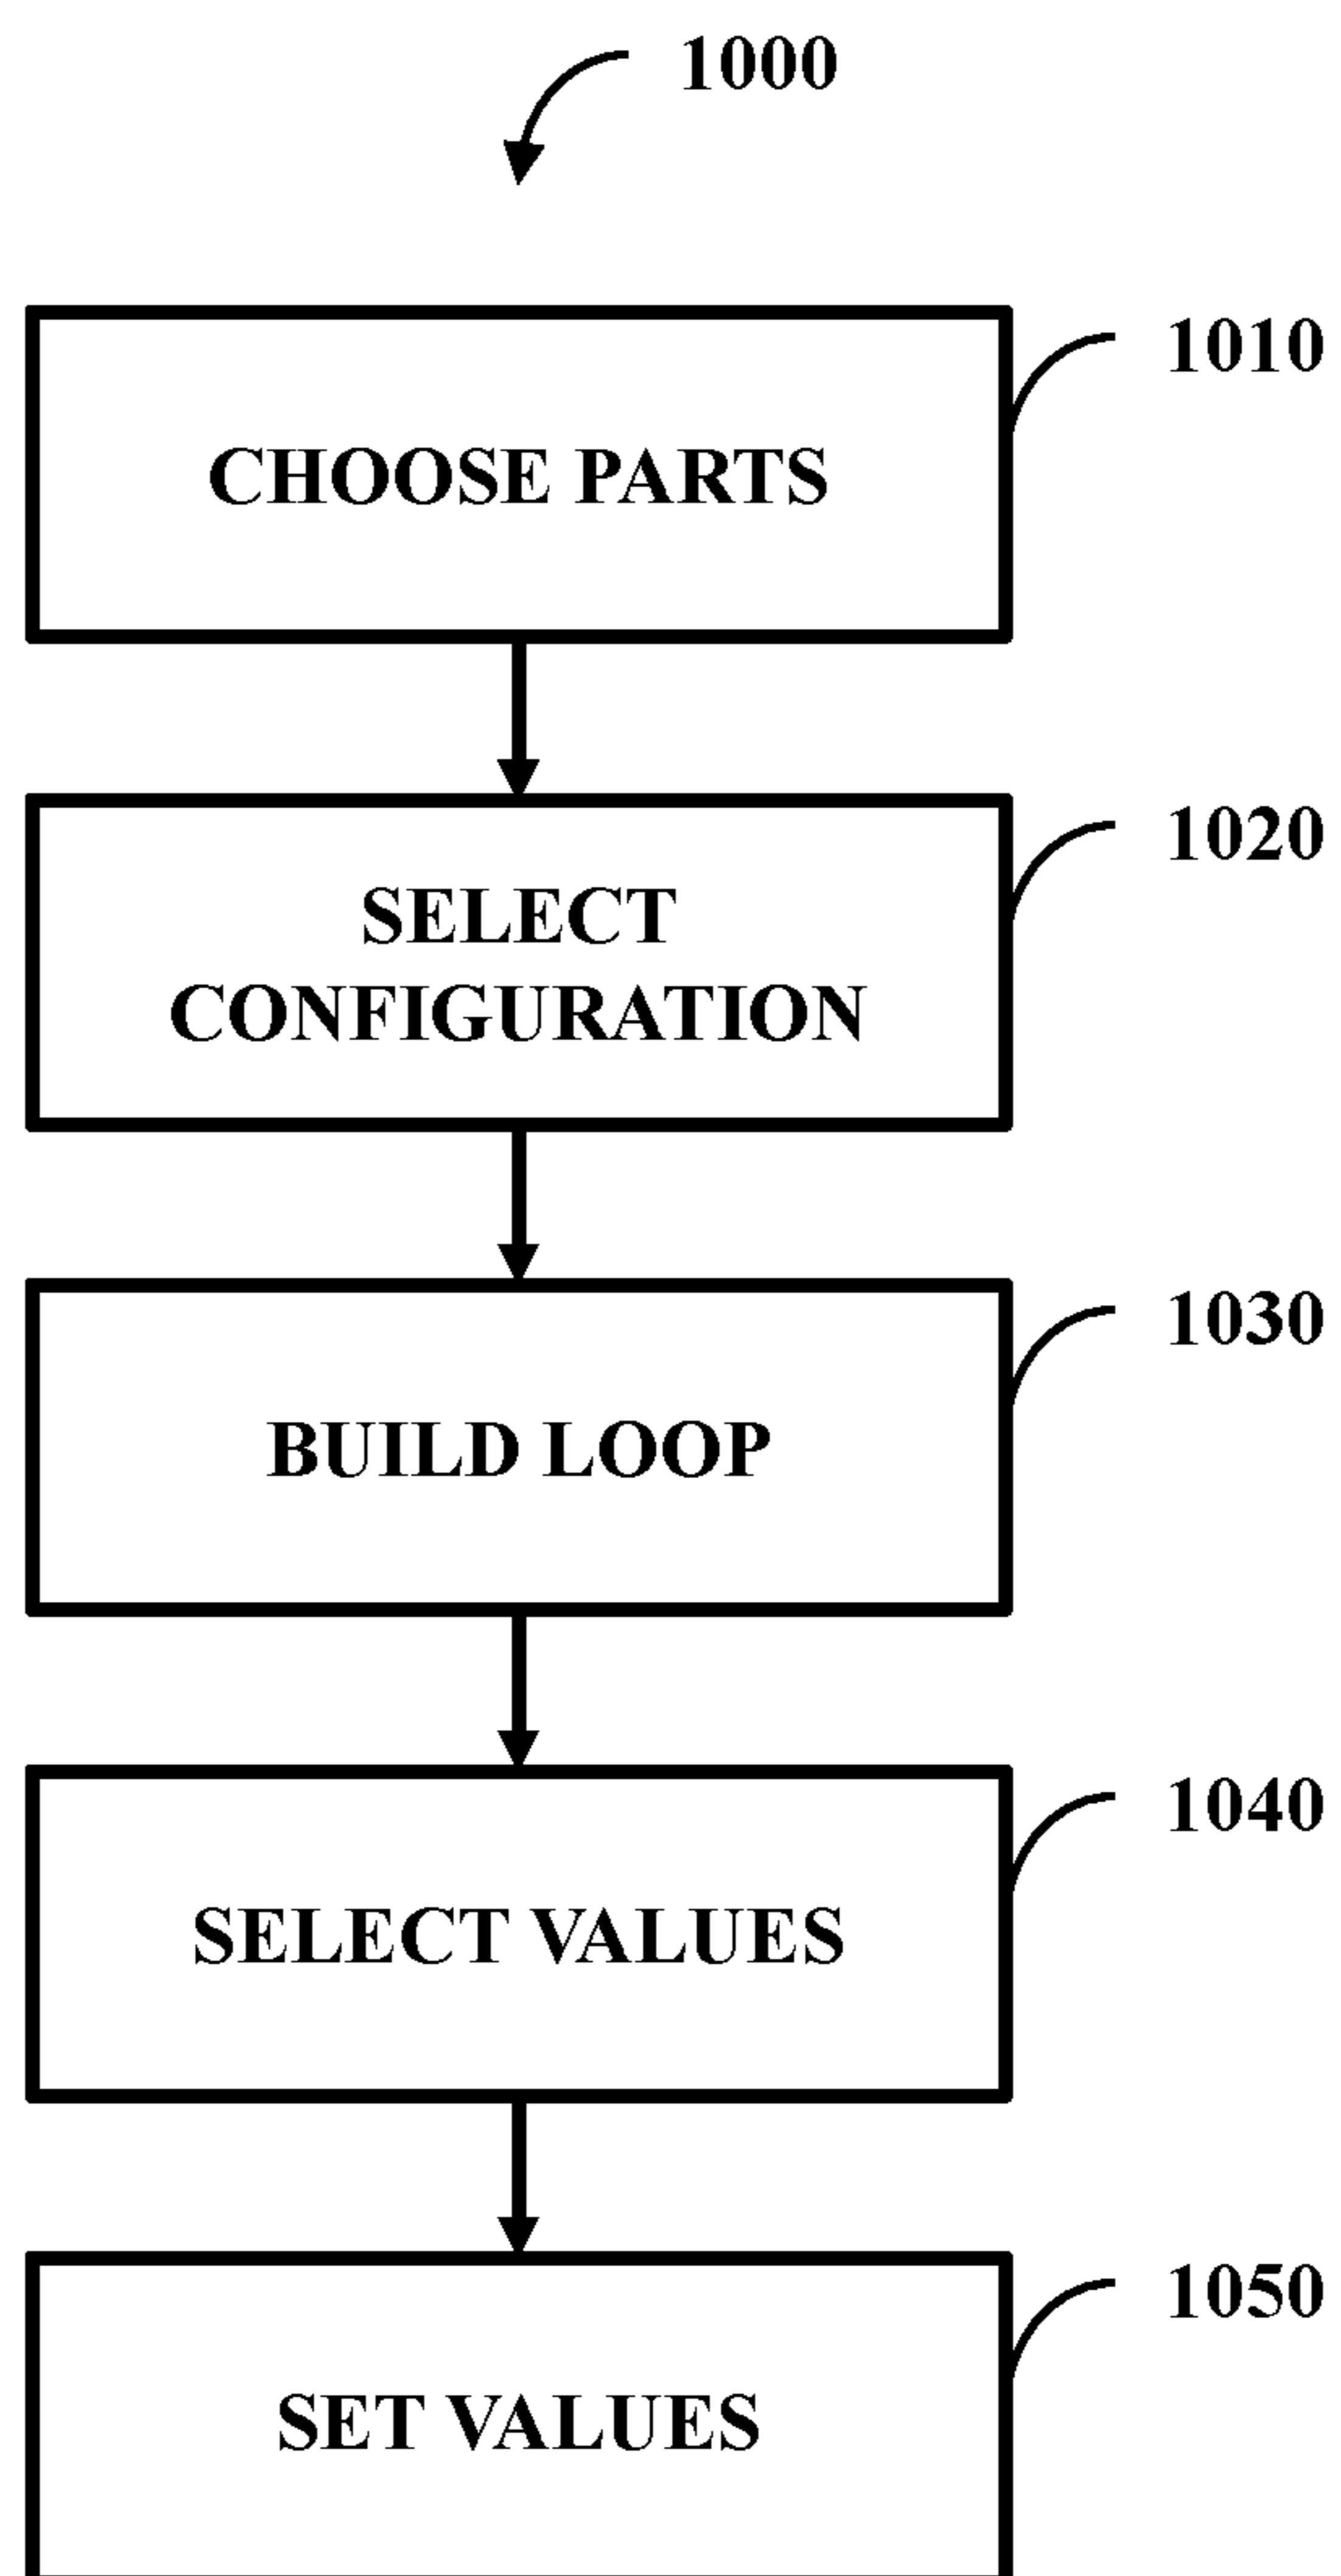 1000
1010
CHOOSE PARTS
1020
SELECT
CONFIGURATION
1030
BUILD LOOP
1040
SELECT VALUES
1050
SET VALUES